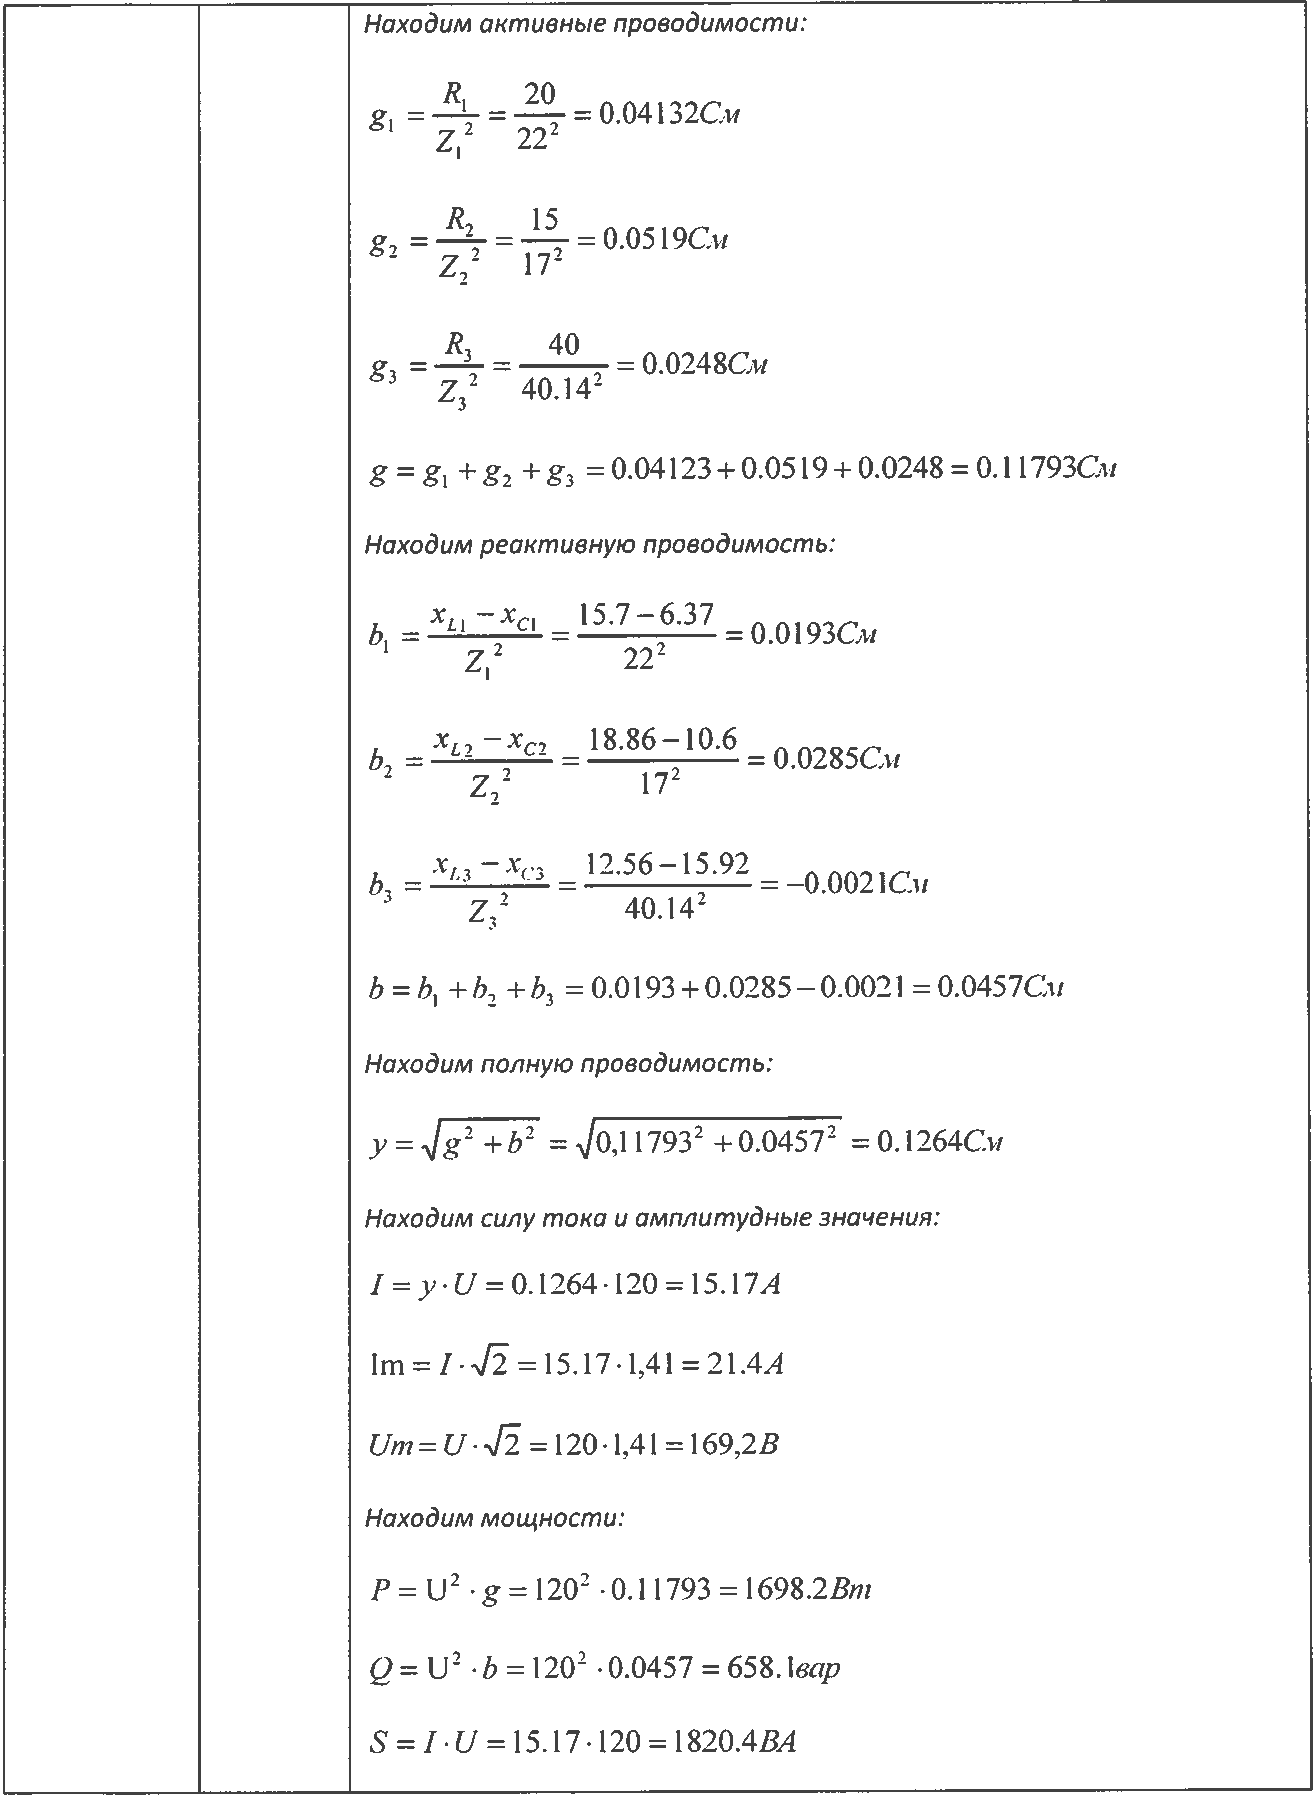 Находим активные проводимости:
g₁ = R₁ / Z₁² = 20 / 22² = 0.04132См
g₂ = R₂ / Z₂² = 15 / 17² = 0.0519См
g₃ = R₃ / Z₃² = 40 / 40.14² = 0.0248См
g = g₁ + g₂ + g₃ = 0.04123 + 0.0519 + 0.0248 = 0.11793См
Находим реактивную проводимость:
b₁ = (x_L1 − x_C1) / Z₁² = (15.7 − 6.37) / 22² = 0.0193См
b₂ = (x_L2 − x_C2) / Z₂² = (18.86 − 10.6) / 17² = 0.0285См
b₃ = (x_L3 − x_C3) / Z₃² = (12.56 − 15.92) / 40.14² = −0.0021См
b = b₁ + b₂ + b₃ = 0.0193 + 0.0285 − 0.0021 = 0.0457См
Находим полную проводимость:
y = √(g² + b²) = √(0,11793² + 0.0457²) = 0.1264См
Находим силу тока и амплитудные значения:
I = y · U = 0.1264 · 120 = 15.17А
Im = I · √2 = 15.17 · 1,41 = 21.4А
Um = U · √2 = 120 · 1,41 = 169,2В
Находим мощности:
P = U² · g = 120² · 0.11793 = 1698.2Вт
Q = U² · b = 120² · 0.0457 = 658.1вар
S = I · U = 15.17 · 120 = 1820.4ВА